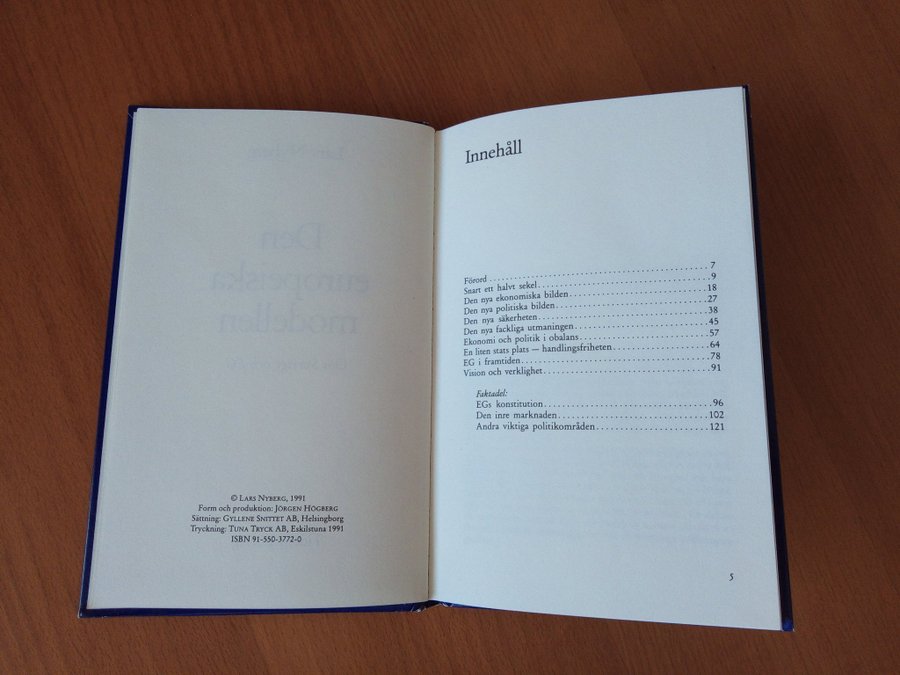 © LARS NYBERG, 1991
Form och produktion: JÖRGEN HÖGBERG
Sättning: GYLLENE SNITTET AB, Helsingborg
Tryckning: TUNA TRYCK AB, Eskilstuna 1991
ISBN 91-550-3772-0
Innehåll
Förord ........ 7
Snart ett halvt sekel ........ 9
Den nya ekonomiska bilden ........ 18
Den nya politiska bilden ........ 27
Den nya säkerheten ........ 38
Den nya fackliga utmaningen ........ 45
Ekonomi och politik i obalans ........ 57
En liten stats plats — handlingsfriheten ........ 64
EG i framtiden ........ 78
Vision och verklighet ........ 91
Faktadel:
EGs konstitution ........ 96
Den inre marknaden ........ 102
Andra viktiga politikområden ........ 121
5